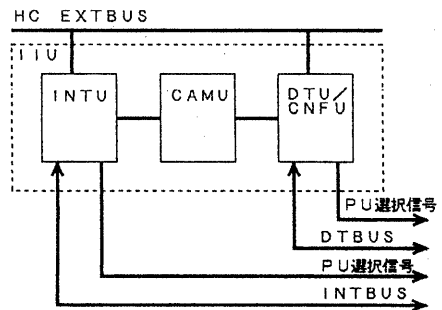 HC EXTBUS
IIU
INTU
CAMU
DTU/
CNFU
PU選択信号
DTBUS
PU選択信号
INTBUS